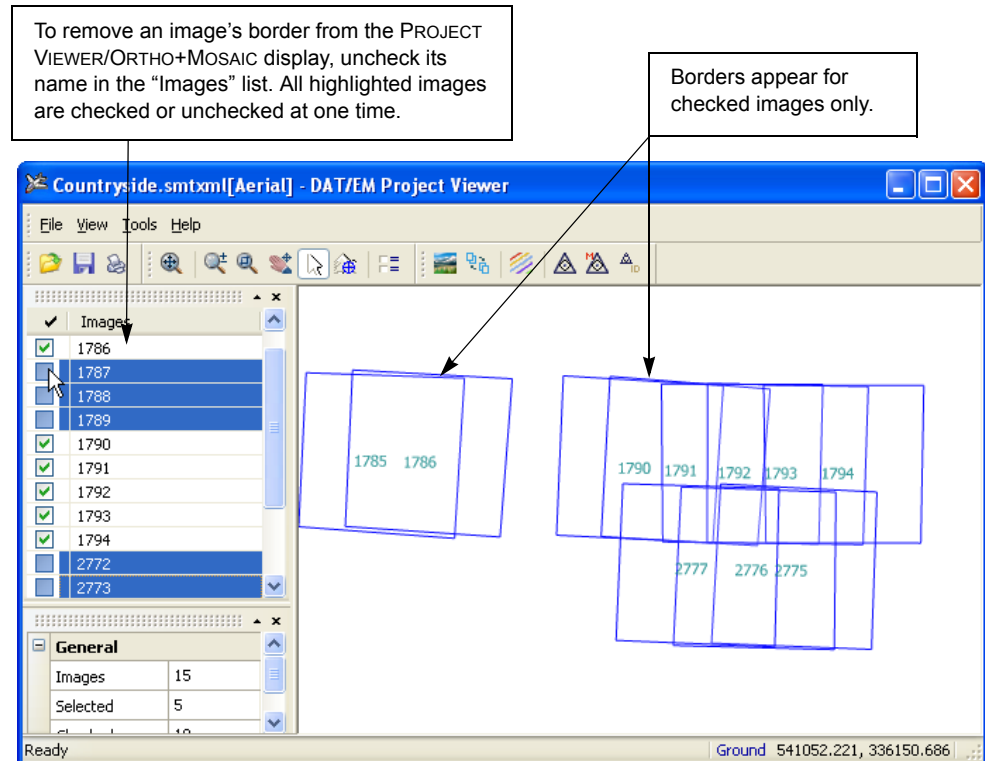 To remove an image's border from the PROJECT
VIEWER/ORTHO+MOSAIC display, uncheck its
name in the “Images” list. All highlighted images
are checked or unchecked at one time.
Borders appear for
checked images only.
Countryside.smtxml[Aerial] - DAT/EM Project Viewer
File View Tools Help
M
ID
Images
1786
1787
1788
1789
1790
1791
1792
1793
1794
2772
2773
General
Images 15
Selected 5
1785 1786
1790 1791 1792 1793 1794
2777 2776 2775
Ready
Ground 541052.221, 336150.686